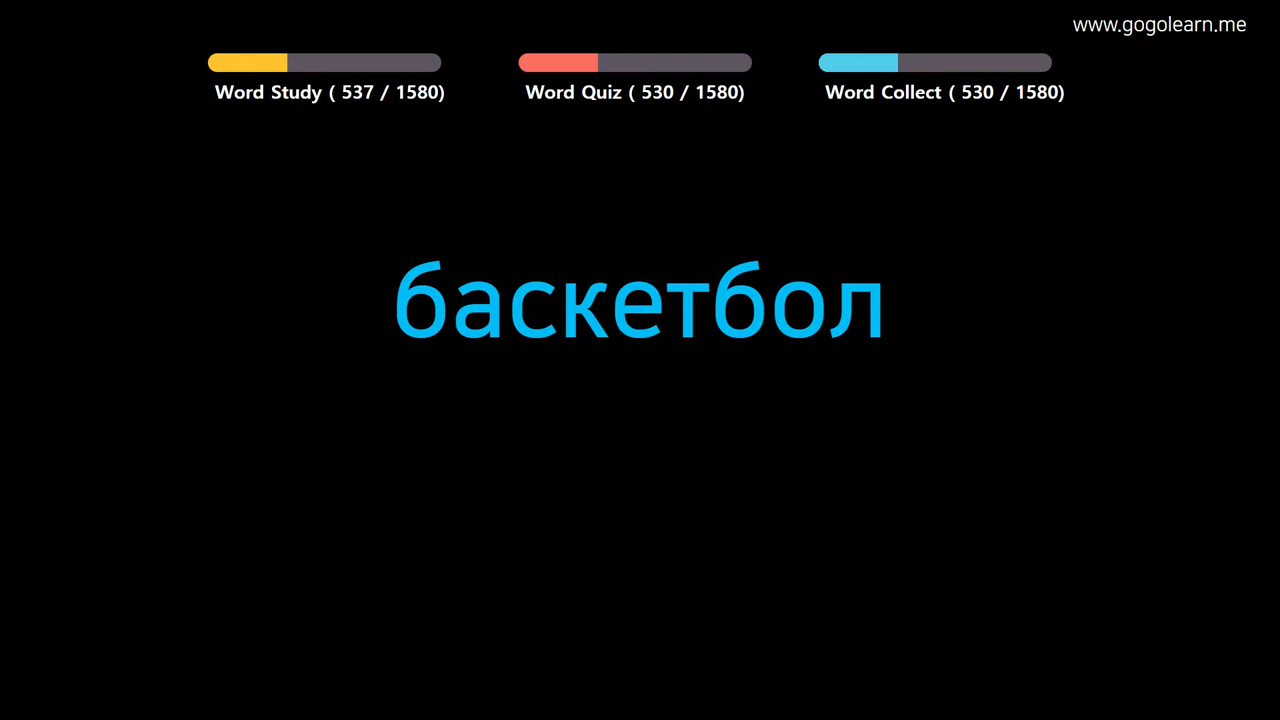 www.gogolearn.me
Word Study ( 537 / 1580)
Word Quiz ( 530 / 1580)
Word Collect ( 530 / 1580)
баскетбол